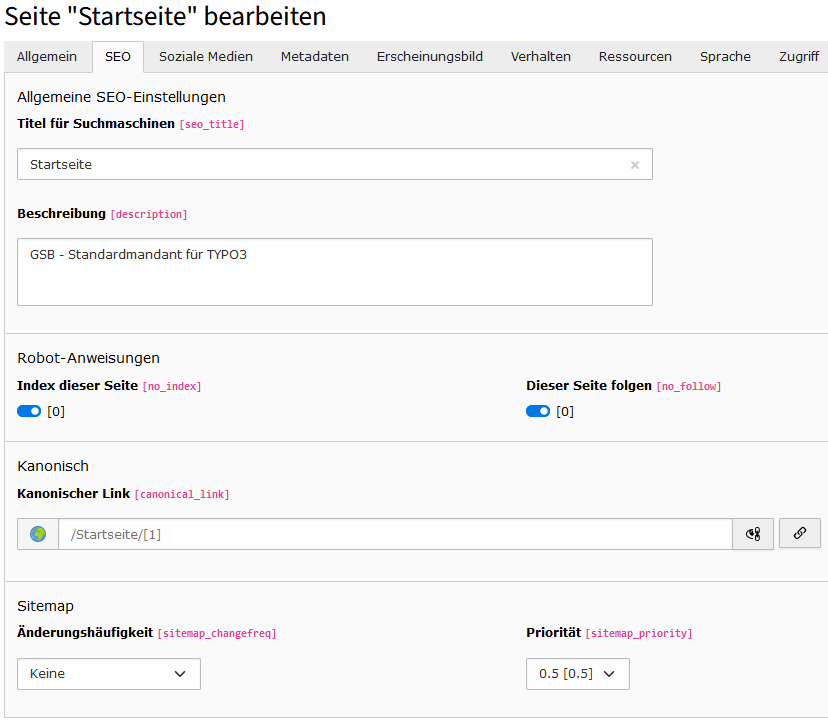 Seite "Startseite" bearbeiten
Allgemein SEO Soziale Medien Metadaten Erscheinungsbild Verhalten Ressourcen Sprache Zugriff
Allgemeine SEO-Einstellungen
Titel für Suchmaschinen [seo_title]
Startseite ×
Beschreibung [description]
GSB - Standardmandant für TYPO3
Robot-Anweisungen
Index dieser Seite [no_index] Dieser Seite folgen [no_follow]
[0] [0]
Kanonisch
Kanonischer Link [canonical_link]
/Startseite/[1]
Sitemap
Änderungshäufigkeit [sitemap_changefreq] Priorität [sitemap_priority]
Keine 0.5 [0.5]